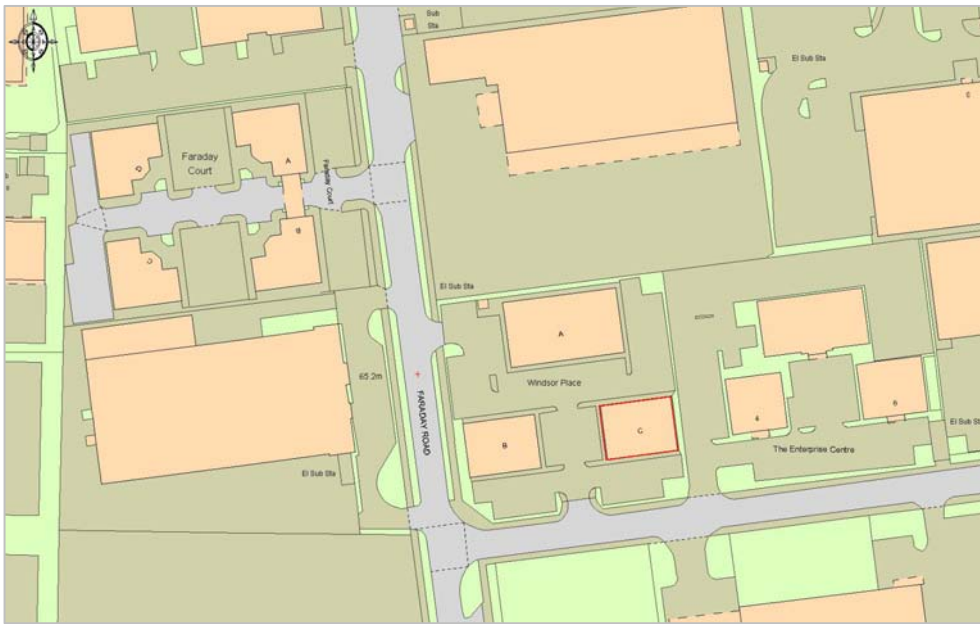 Sub
Sta
El Sub Sta
Faraday
Court
A
D
Faraday Court
B
C
El Sub Sta
A
65.2m
Windsor Place
FARADAY ROAD
B
C
4
6
The Enterprise Centre
El Sub Sta
El Sub Sta